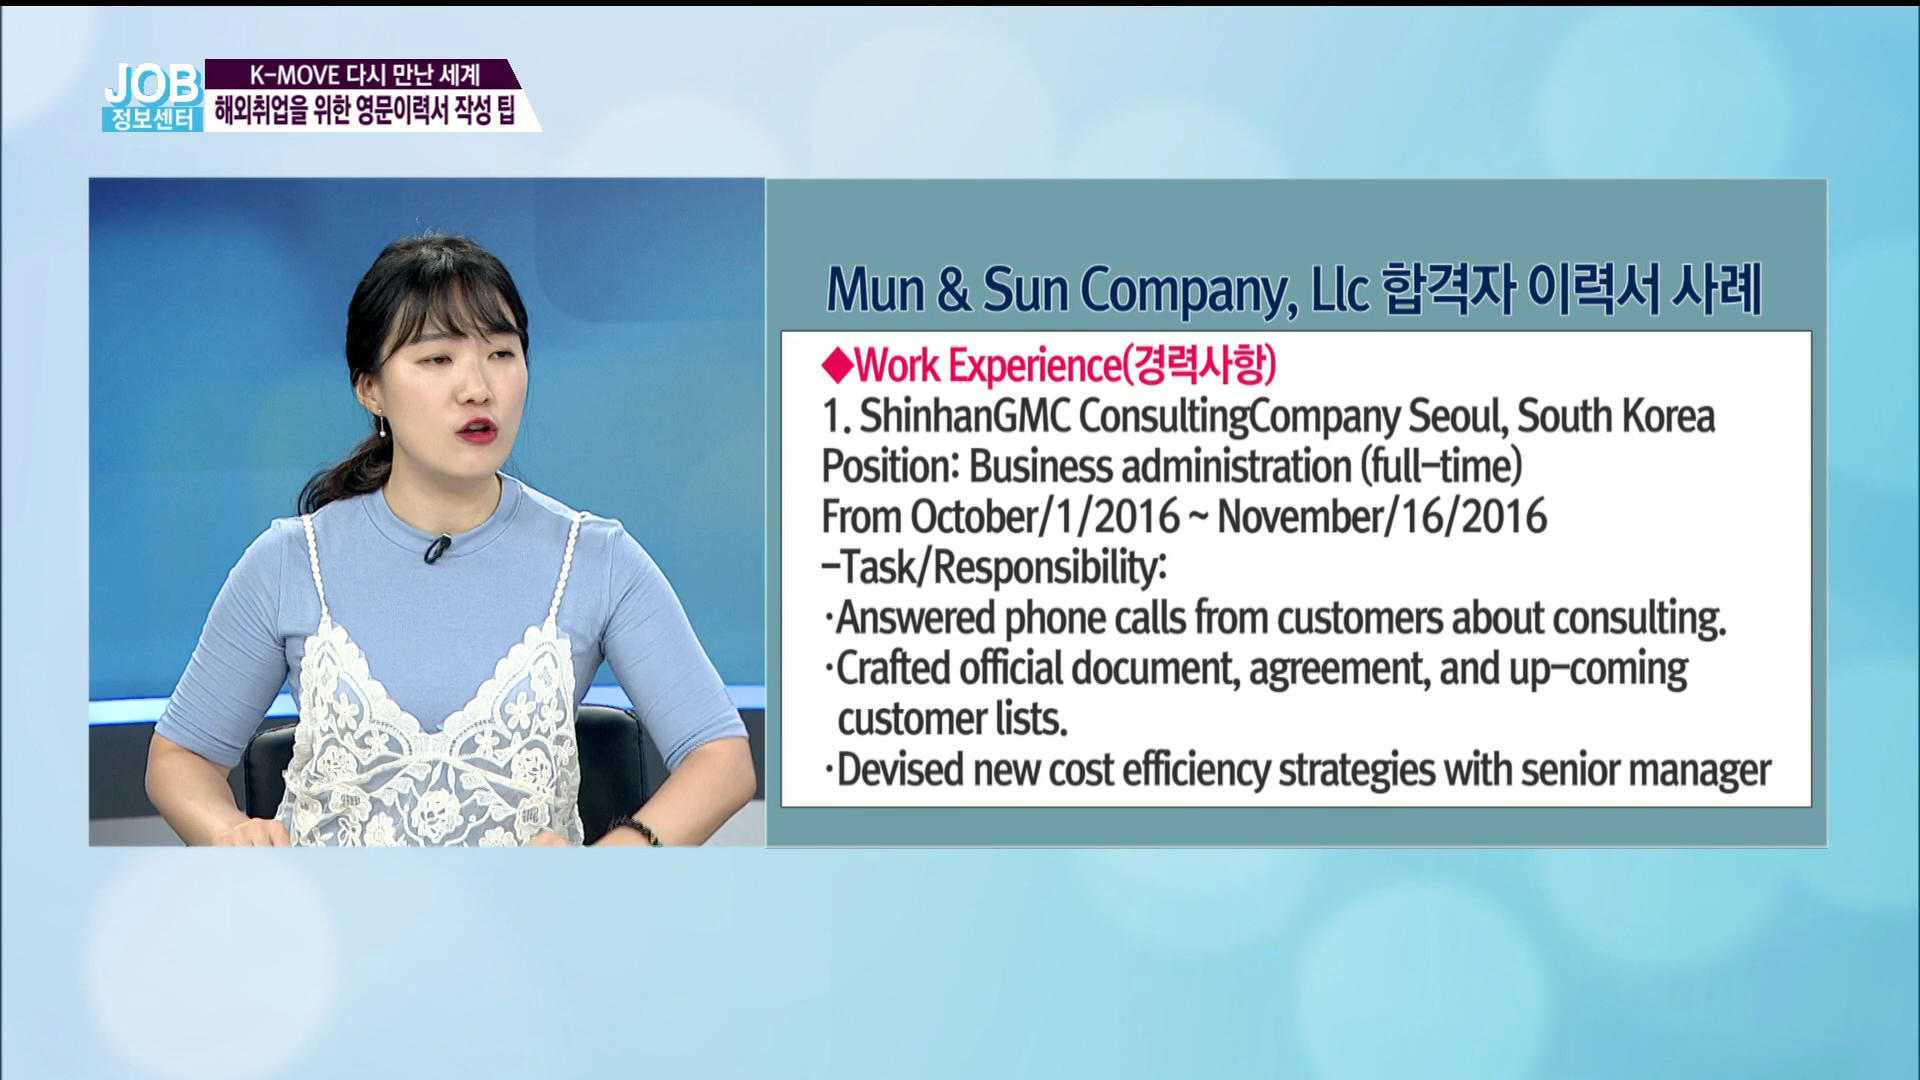 JOB
정보센터
K-MOVE 다시 만난 세계
해외취업을 위한 영문이력서 작성 팁
Mun & Sun Company, Llc 합격자 이력서 사례
◆Work Experience(경력사항)
1. ShinhanGMC ConsultingCompany Seoul, South Korea
Position: Business administration (full-time)
From October/1/2016 ~ November/16/2016
-Task/Responsibility:
·Answered phone calls from customers about consulting.
·Crafted official document, agreement, and up-coming
customer lists.
·Devised new cost efficiency strategies with senior manager